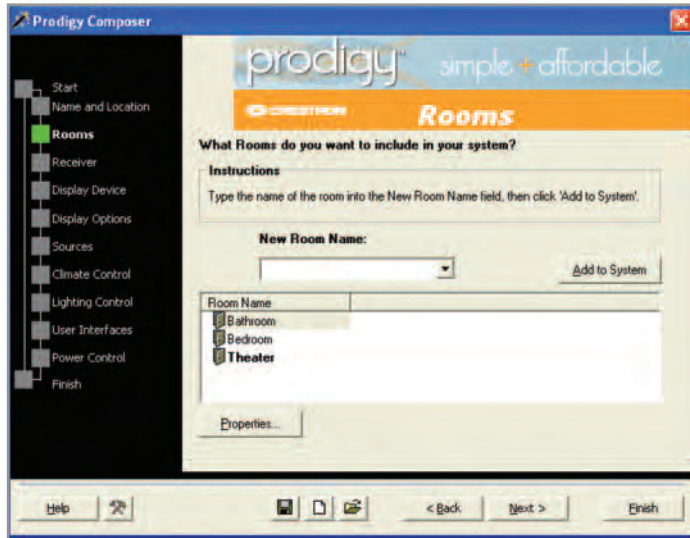 Prodigy Composer
prodigy™ simple + affordable
CRESTRON Rooms
Start
Name and Location
Rooms
Receiver
Display Device
Display Options
Sources
Climate Control
Lighting Control
User Interfaces
Power Control
Finish
What Rooms do you want to include in your system?
Instructions
Type the name of the room into the New Room Name field, then click 'Add to System'.
New Room Name:
Add to System
Room Name
Bathroom
Bedroom
Theater
Properties...
Help
< Back
Next >
Finish